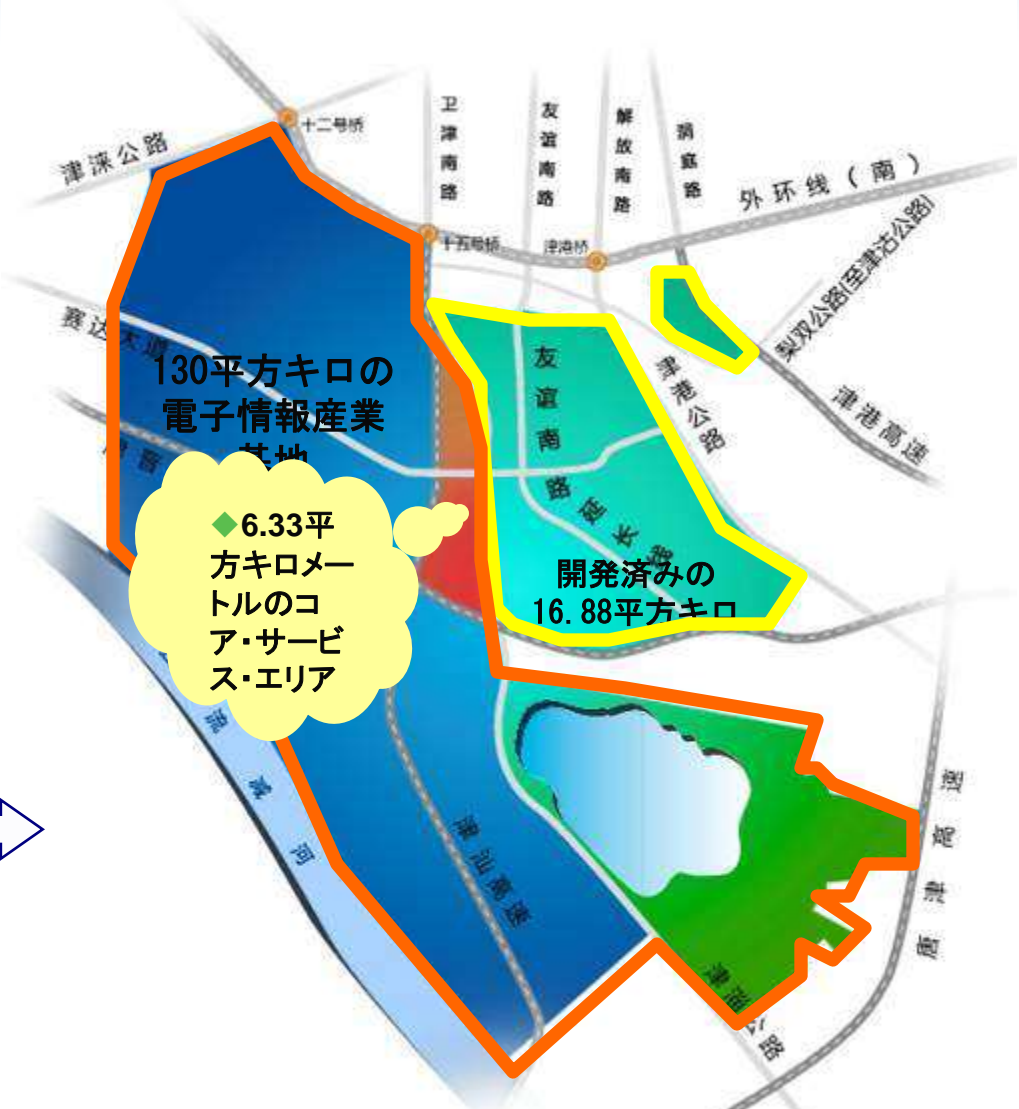 十二号桥
津涞公路
卫津南路
友谊南路
解放南路
洞庭路
外环线（南）
十五号桥
津港桥
梨双公路(至津沽公路)
赛达大道
130平方キロの
電子情報産業
基地
友谊南路延长线
津港公路
津港高速
◆6.33平
方キロメー
トルのコ
ア・サービ
ス・エリア
開発済みの
16.88平方キロ
河
津汕高速
唐津高速
公路